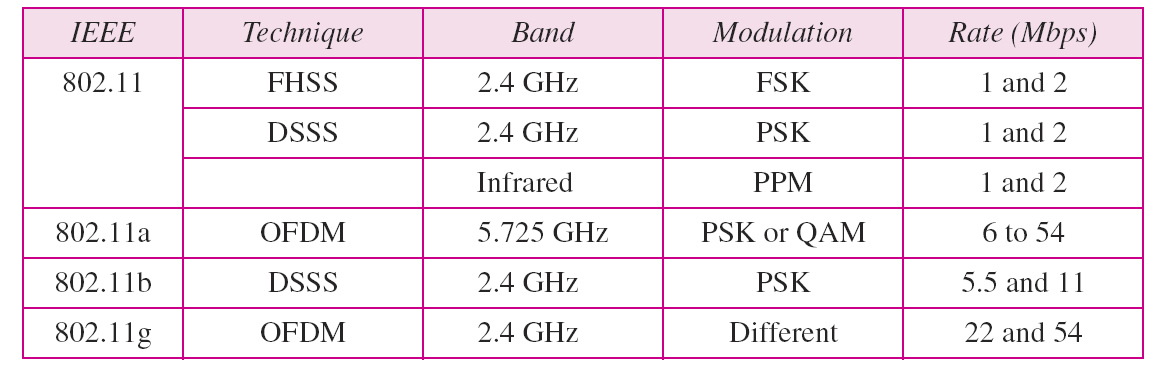 IEEE Technique Band Modulation Rate (Mbps)
802.11 FHSS 2.4 GHz FSK 1 and 2
DSSS 2.4 GHz PSK 1 and 2
Infrared PPM 1 and 2
802.11a OFDM 5.725 GHz PSK or QAM 6 to 54
802.11b DSSS 2.4 GHz PSK 5.5 and 11
802.11g OFDM 2.4 GHz Different 22 and 54